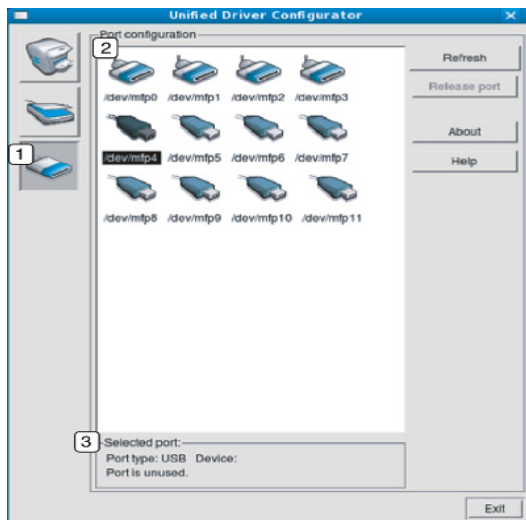 Unified Driver Configurator
Port configuration
2
Refresh
/dev/mfp0 /dev/mfp1 /dev/mfp2 /dev/mfp3
Release port
About
1
/dev/mfp4 /dev/mfp5 /dev/mfp6 /dev/mfp7
Help
/dev/mfp8 /dev/mfp9 /dev/mfp10 /dev/mfp11
3
Selected port:
Port type: USB Device:
Port is unused.
Exit